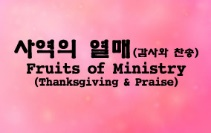 사역의 열매(감사와 찬송)
Fruits of Ministry
(Thanksgiving & Praise)